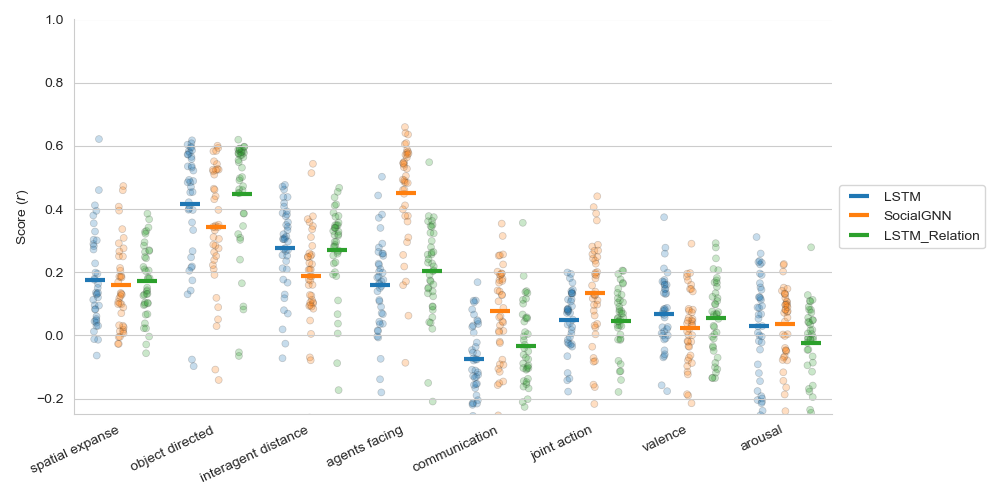 1.0
0.8
0.6
0.4
0.2
0.0
−0.2
Score (r)
spatial expanse
object directed
interagent distance
agents facing
communication
joint action
valence
arousal
LSTM
SocialGNN
LSTM_Relation